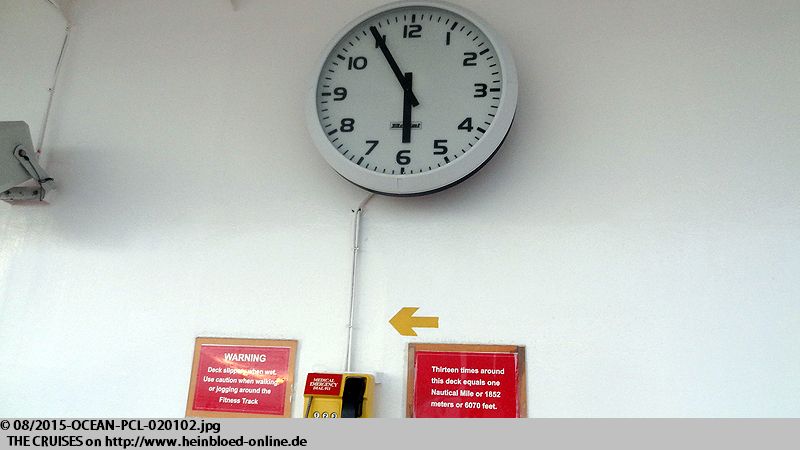 12
1
2
3
4
5
6
7
8
9
10
WARNING
Deck slippery when wet.
Use caution when walking
or jogging around the
Fitness Track
MEDICAL
EMERGENCY
DIAL 911
Thirteen times around
this deck equals one
Nautical Mile or 1852
meters or 6070 feet.
© 08/2015-OCEAN-PCL-020102.jpg
THE CRUISES on http://www.heinbloed-online.de